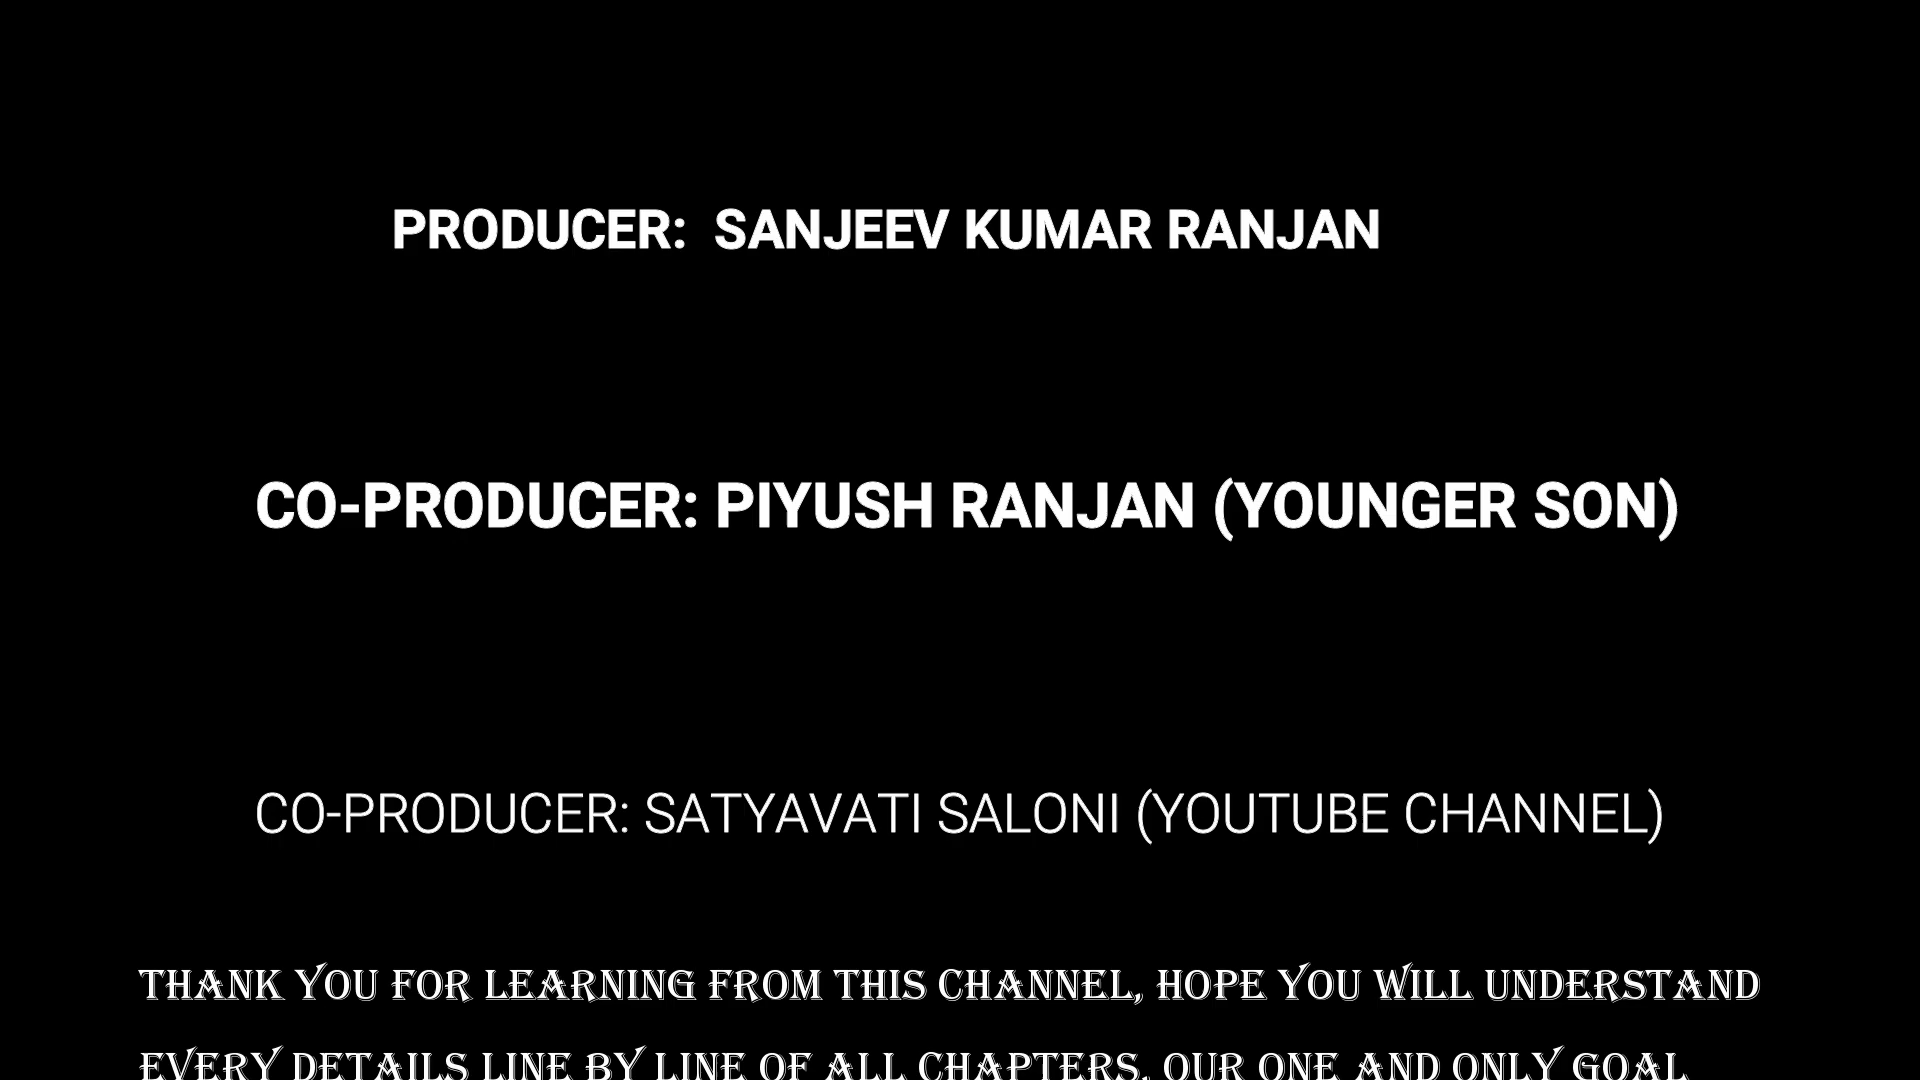 PRODUCER:  SANJEEV KUMAR RANJAN
CO-PRODUCER: PIYUSH RANJAN (YOUNGER SON)
CO-PRODUCER: SATYAVATI SALONI (YOUTUBE CHANNEL)
THANK YOU FOR LEARNING FROM THIS CHANNEL, HOPE YOU WILL UNDERSTAND
EVERY DETAILS LINE BY LINE OF ALL CHAPTERS. OUR ONE AND ONLY GOAL